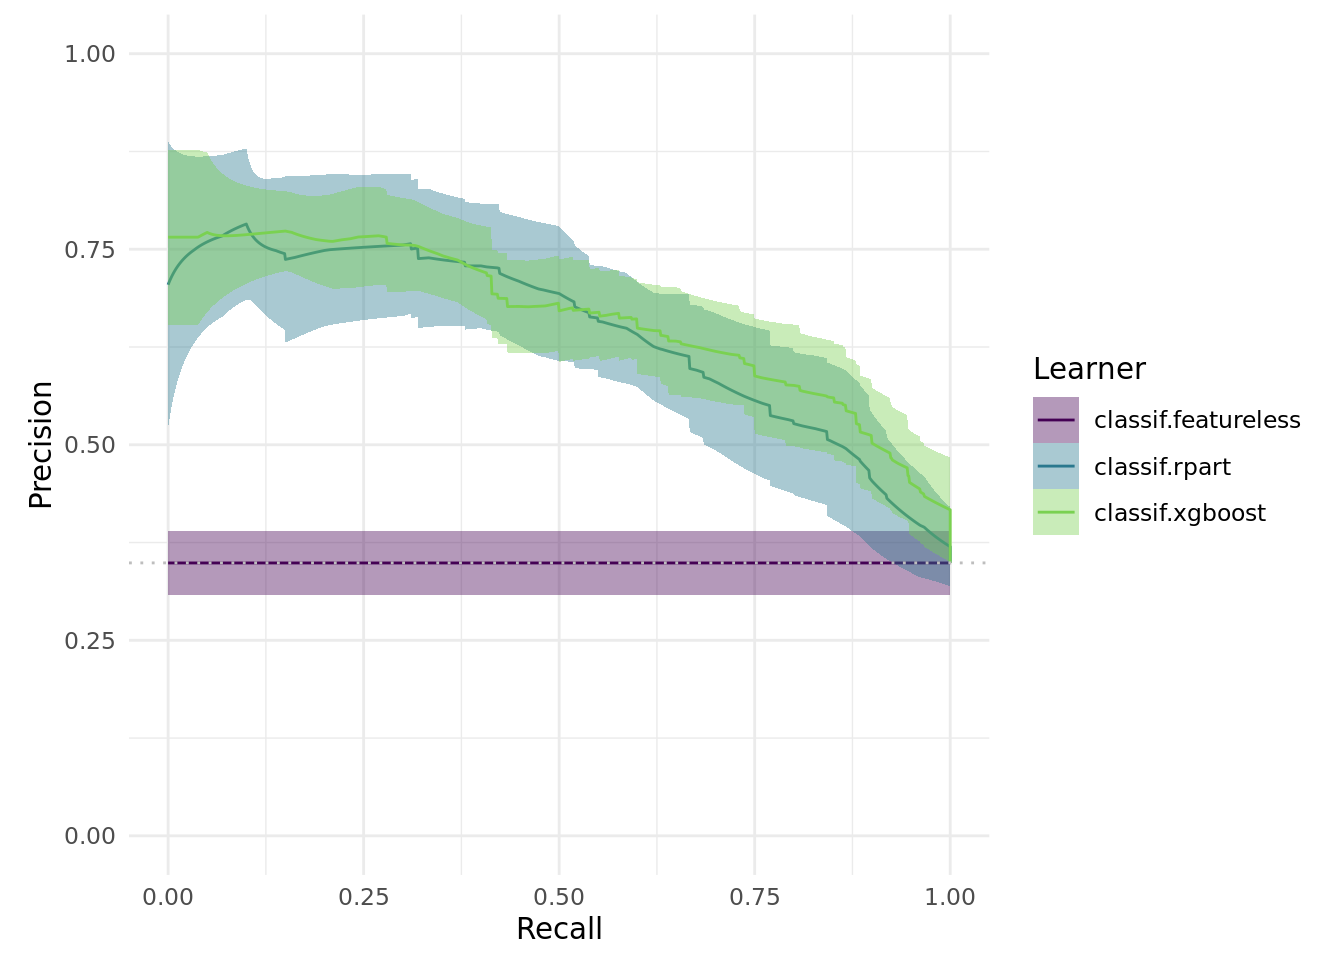 1.00
0.75
0.50
0.25
0.00
Precision
0.00 0.25 0.50 0.75 1.00
Recall
Learner
classif.featureless
classif.rpart
classif.xgboost